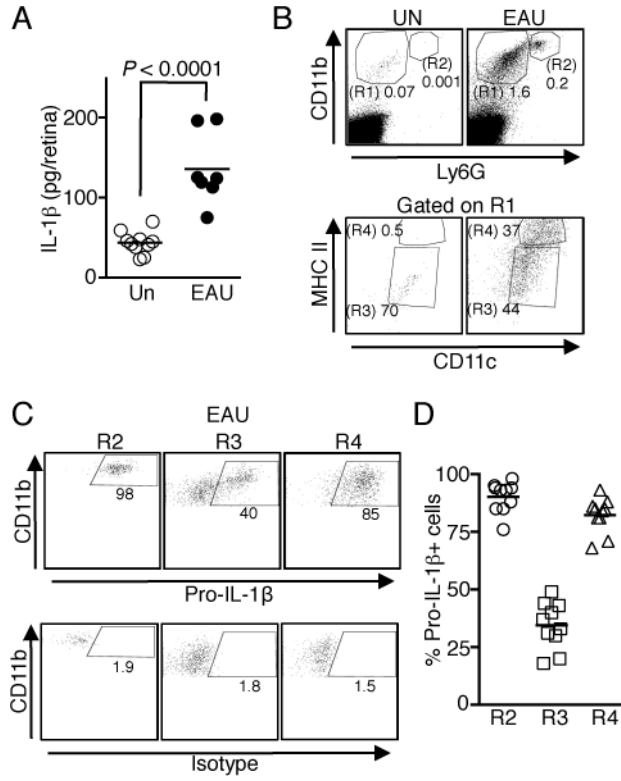 A
P < 0.0001
IL-1β (pg/retina)
200
100
0
Un EAU
B
UN EAU
CD11b
(R1) 0.07
(R2)
0.001
(R1) 1.6
(R2)
0.2
Ly6G
Gated on R1
MHC II
(R4) 0.5
(R3) 70
(R4) 37
(R3) 44
CD11c
C
EAU
R2 R3 R4
CD11b
98 40 85
Pro-IL-1β
CD11b
1.9 1.8 1.5
Isotype
D
% Pro-IL-1β+ cells
100
75
50
25
R2 R3 R4